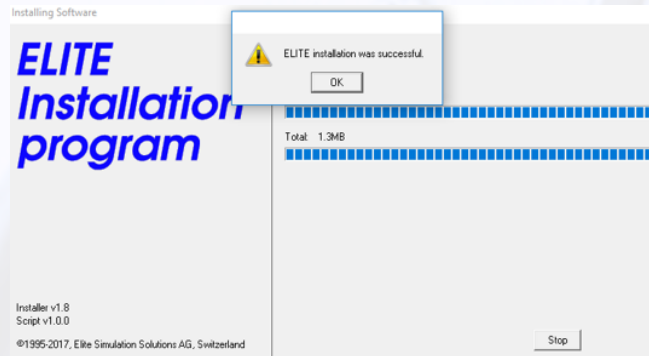 Installing Software
ELITE installation was successful.
OK
ELITE
Installation
program
Total: 1.3MB
Installer v1.8
Script v1.0.0
©1995-2017, Elite Simulation Solutions AG, Switzerland
Stop